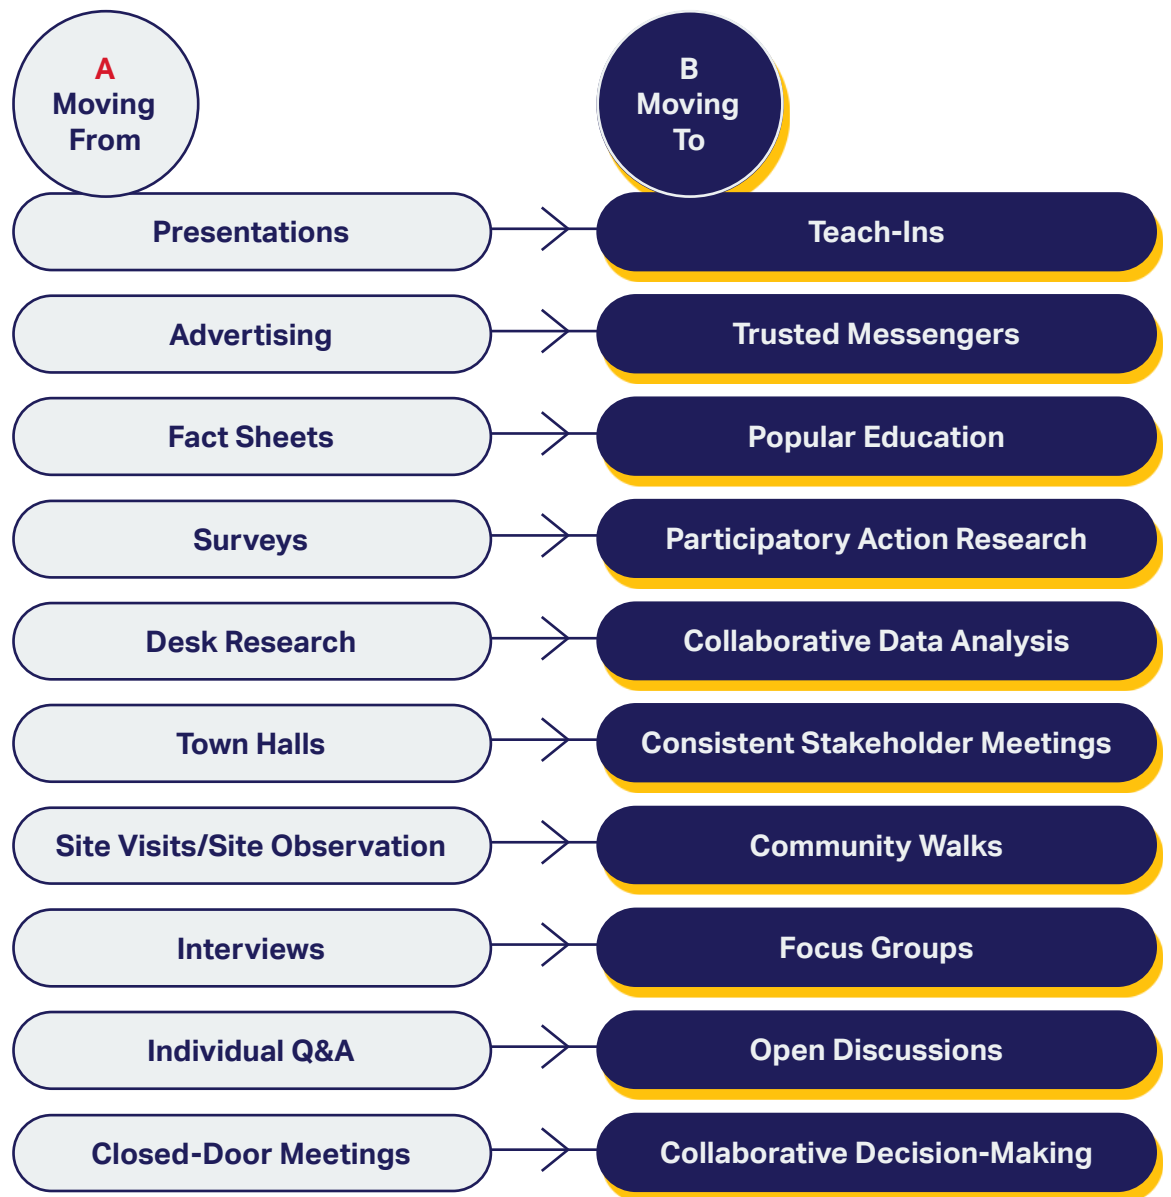 A
Moving
From
B
Moving
To
Presentations
Teach-Ins
Advertising
Trusted Messengers
Fact Sheets
Popular Education
Surveys
Participatory Action Research
Desk Research
Collaborative Data Analysis
Town Halls
Consistent Stakeholder Meetings
Site Visits/Site Observation
Community Walks
Interviews
Focus Groups
Individual Q&A
Open Discussions
Closed-Door Meetings
Collaborative Decision-Making